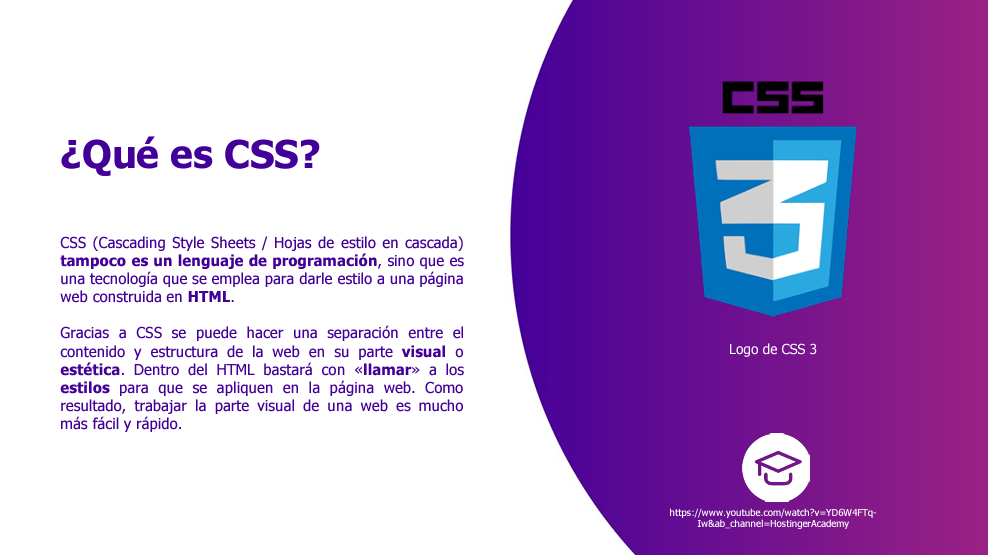 ¿Qué es CSS?
CSS (Cascading Style Sheets / Hojas de estilo en cascada)
tampoco es un lenguaje de programación, sino que es
una tecnología que se emplea para darle estilo a una página
web construida en HTML.
Gracias a CSS se puede hacer una separación entre el
contenido y estructura de la web en su parte visual o
estética. Dentro del HTML bastará con «llamar» a los
estilos para que se apliquen en la página web. Como
resultado, trabajar la parte visual de una web es mucho
más fácil y rápido.
CSS
3
Logo de CSS 3
https://www.youtube.com/watch?v=YD6W4FTq-
Iw&ab_channel=HostingerAcademy